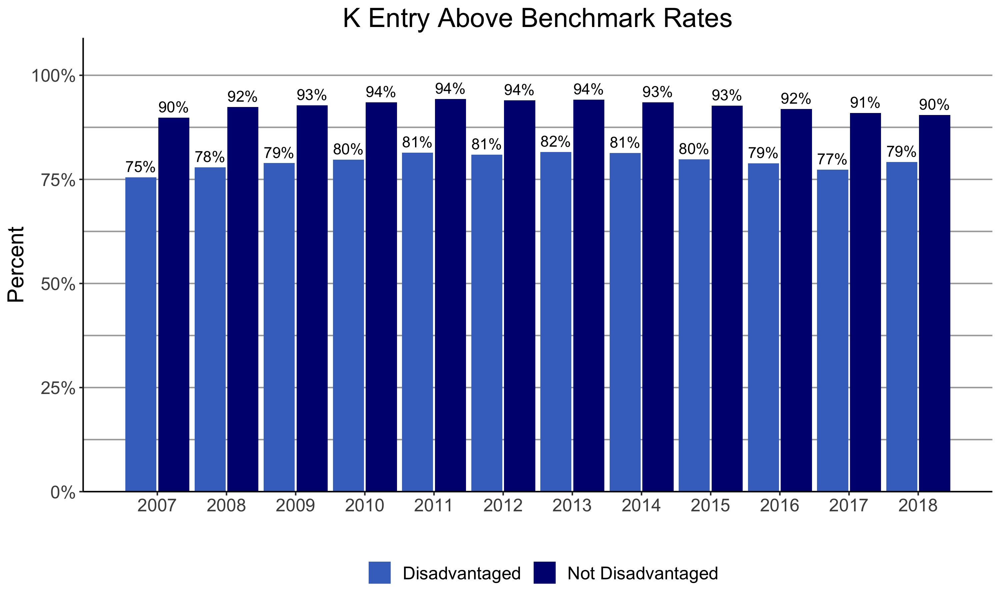 K Entry Above Benchmark Rates
Percent
100%
75%
50%
25%
0%
75% 90% 78% 92% 79% 93% 80% 94% 81% 94% 81% 94% 82% 94% 81% 93% 80% 93% 79% 92% 77% 91% 79% 90%
2007 2008 2009 2010 2011 2012 2013 2014 2015 2016 2017 2018
Disadvantaged Not Disadvantaged